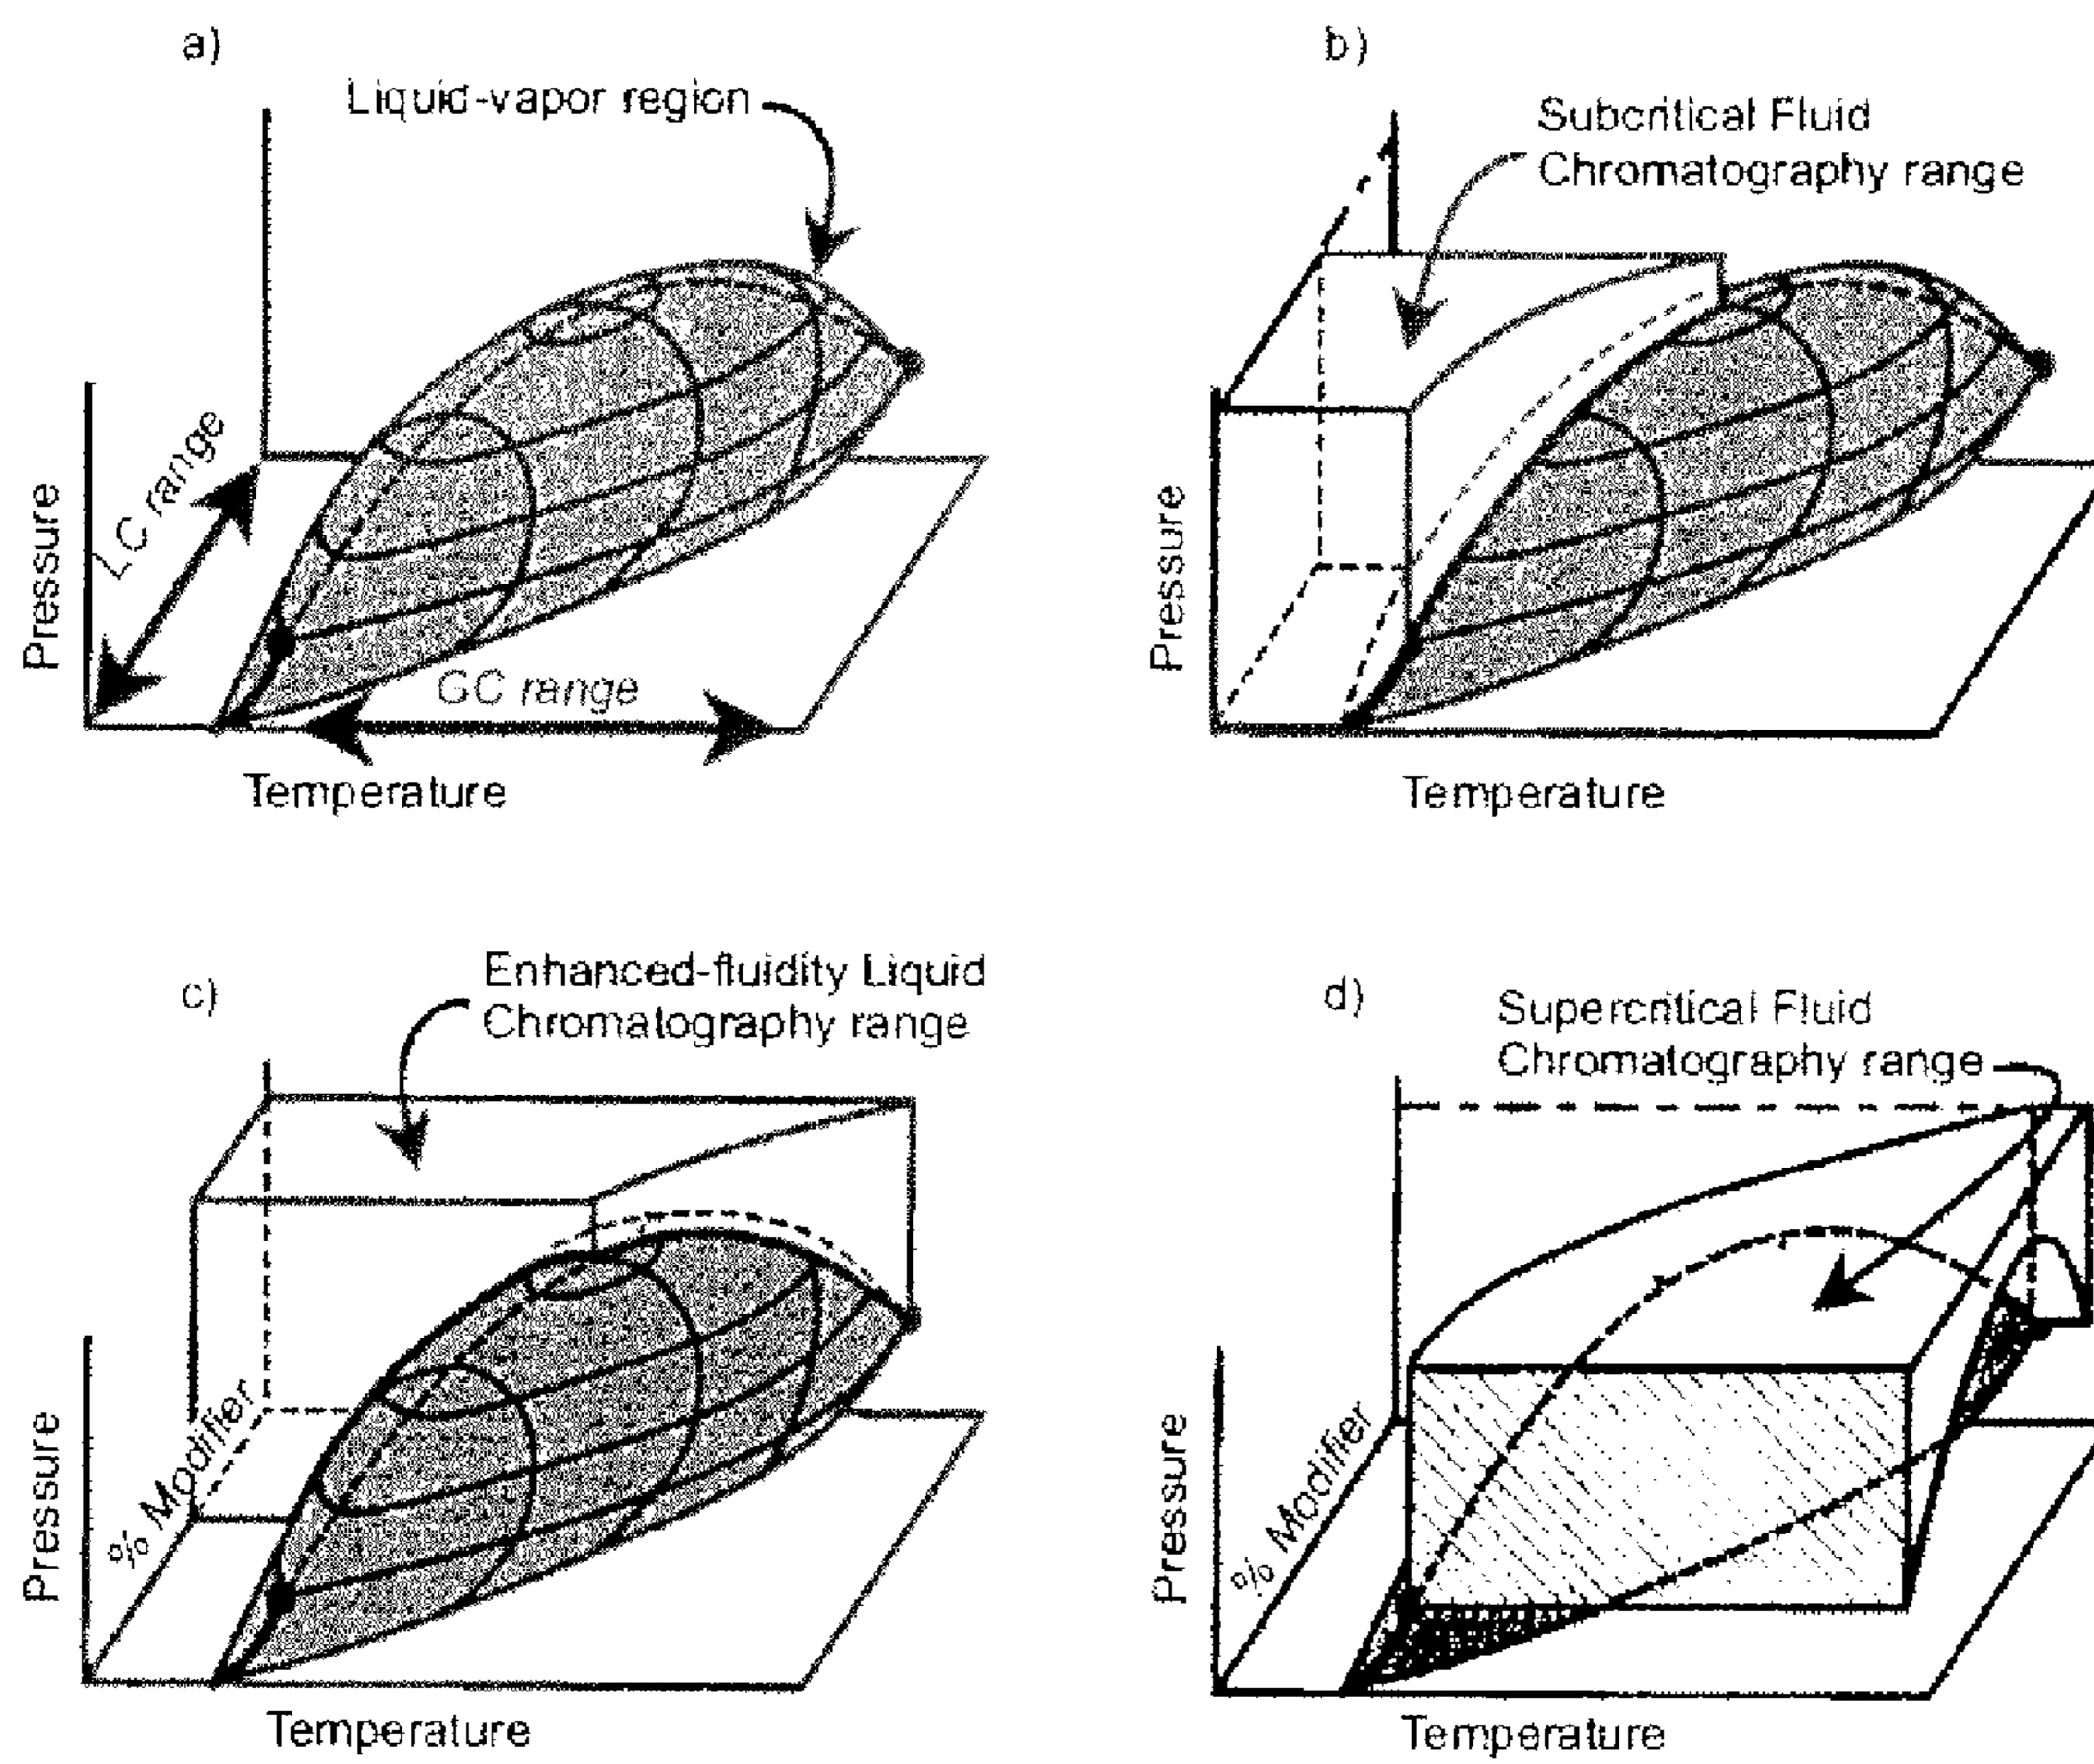 a)
Liquid-vapor region
Pressure
LC range
GC range
Temperature
b)
Subcritical Fluid
Chromatography range
Pressure
Temperature
c)
Enhanced-fluidity Liquid
Chromatography range
Pressure
% Modifier
Temperature
d)
Supercritical Fluid
Chromatography range
Pressure
% Modifier
Temperature